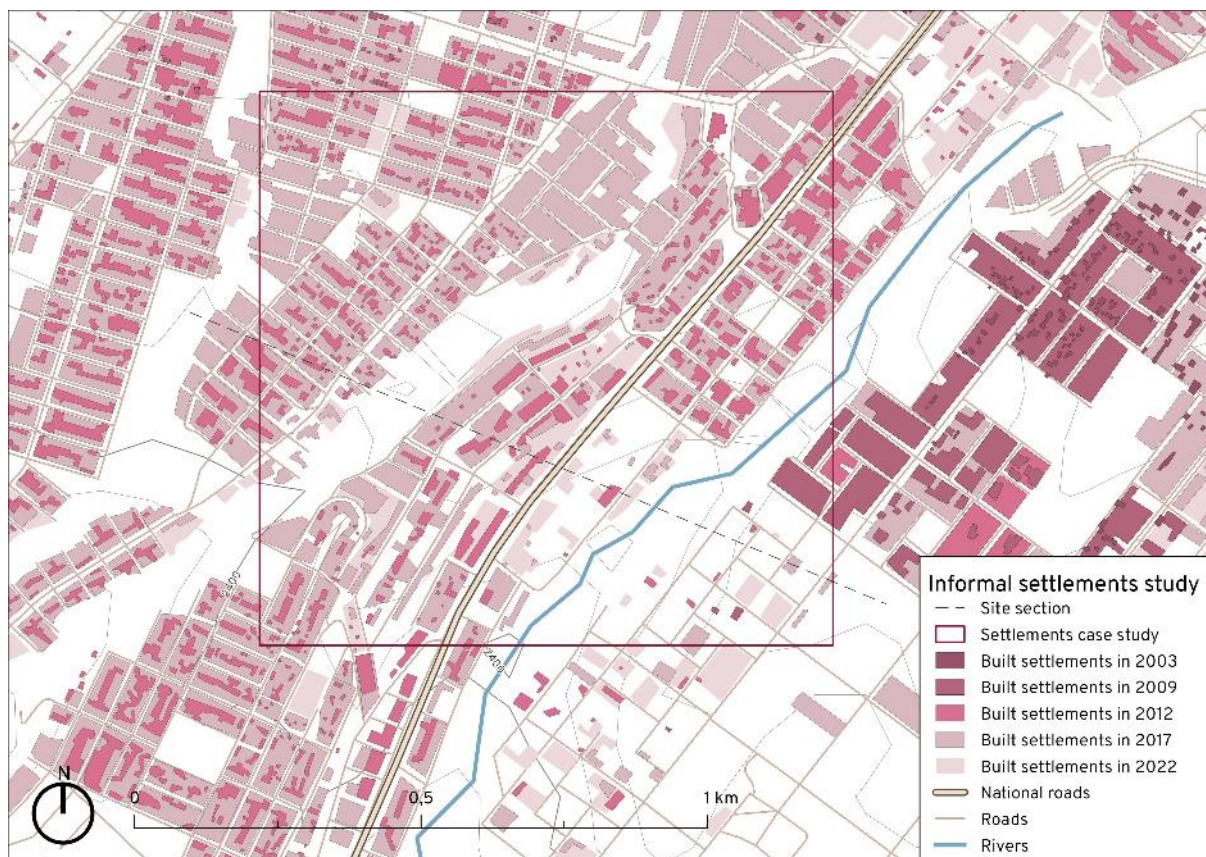 2400
2400
N
0
0,5
1 km
Informal settlements study
Site section
Settlements case study
Built settlements in 2003
Built settlements in 2009
Built settlements in 2012
Built settlements in 2017
Built settlements in 2022
National roads
Roads
Rivers